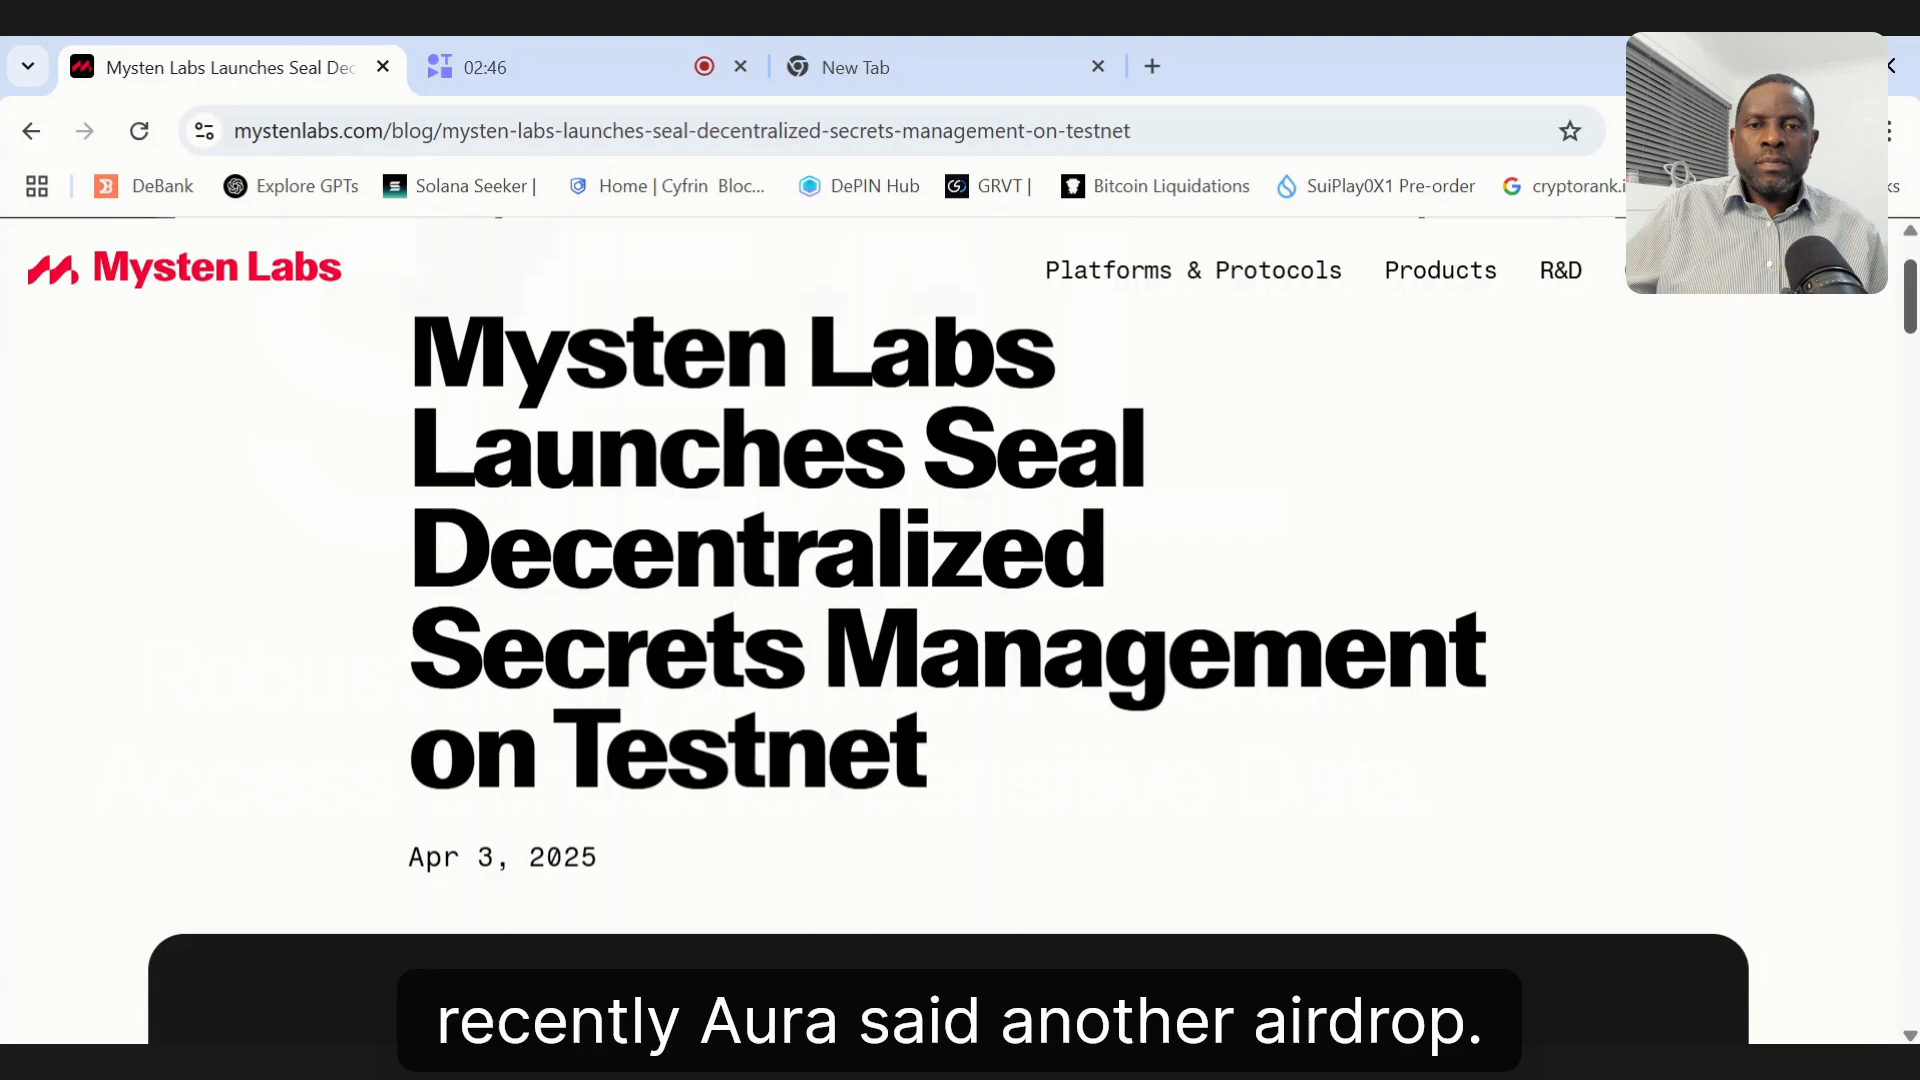 Mysten Labs Launches Seal Dec
02:46
New Tab
mystenlabs.com/blog/mysten-labs-launches-seal-decentralized-secrets-management-on-testnet
DeBank
Explore GPTs
Solana Seeker |
Home | Cyfrin Bloc...
DePIN Hub
GRVT |
Bitcoin Liquidations
SuiPlay0X1 Pre-order
cryptorank.i
ks
Mysten Labs
Platforms & Protocols
Products
R&D
Mysten Labs
Launches Seal
Decentralized
Secrets Management
on Testnet
Apr 3, 2025
recently Aura said another airdrop.